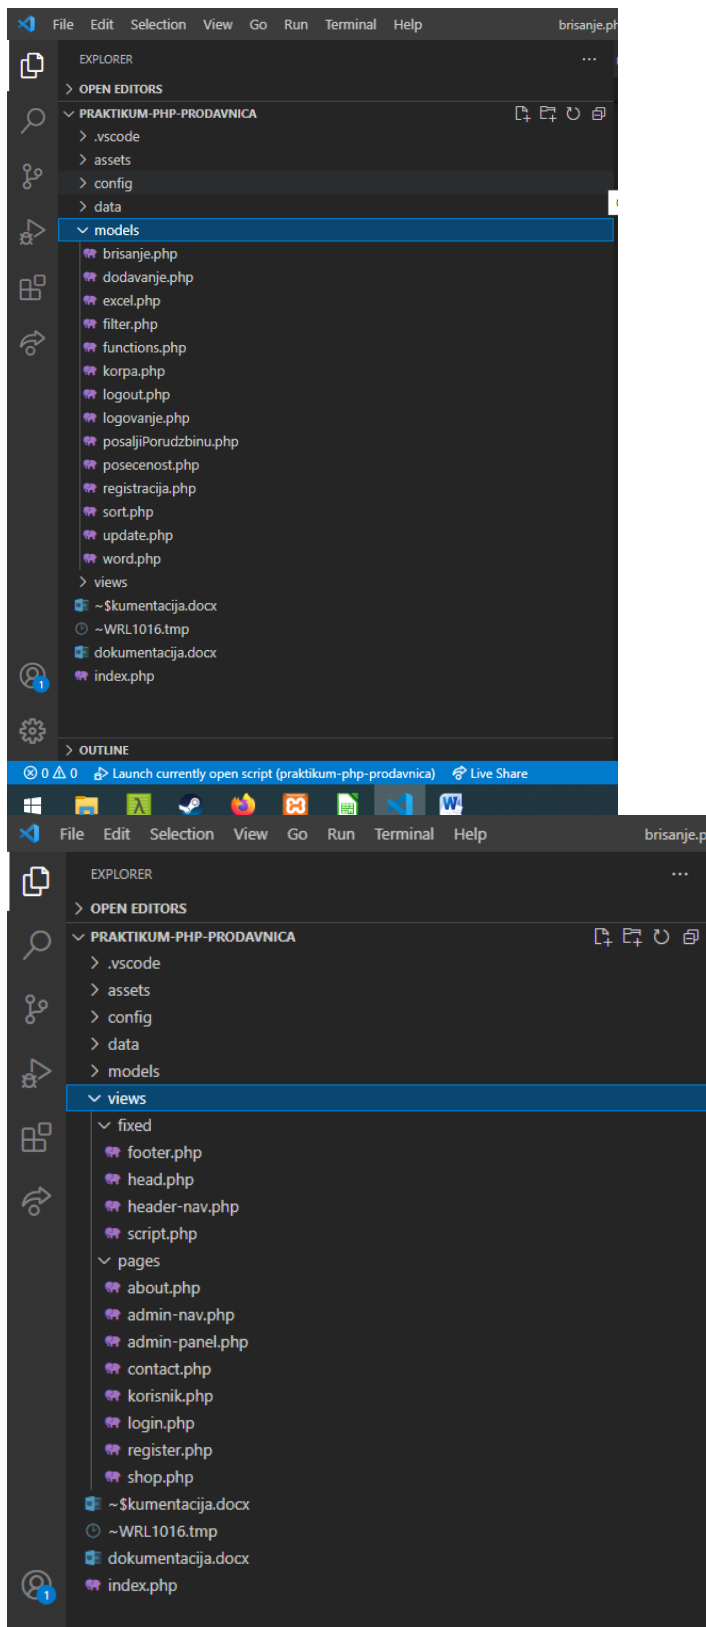 File Edit Selection View Go Run Terminal Help brisanje.ph
EXPLORER
OPEN EDITORS
PRAKTIKUM-PHP-PRODAVNICA
.vscode
assets
config
data
models
brisanje.php
dodavanje.php
excel.php
filter.php
functions.php
korpa.php
logout.php
logovanje.php
posaljiPorudzbinu.php
posecenost.php
registracija.php
sort.php
update.php
word.php
views
~$kumentacija.docx
~WRL1016.tmp
dokumentacija.docx
index.php
1
OUTLINE
0 0 Launch currently open script (praktikum-php-prodavnica) Live Share
File Edit Selection View Go Run Terminal Help brisanje.p
EXPLORER
OPEN EDITORS
PRAKTIKUM-PHP-PRODAVNICA
.vscode
assets
config
data
models
views
fixed
footer.php
head.php
header-nav.php
script.php
pages
about.php
admin-nav.php
admin-panel.php
contact.php
korisnik.php
login.php
register.php
shop.php
~$kumentacija.docx
~WRL1016.tmp
dokumentacija.docx
index.php
1